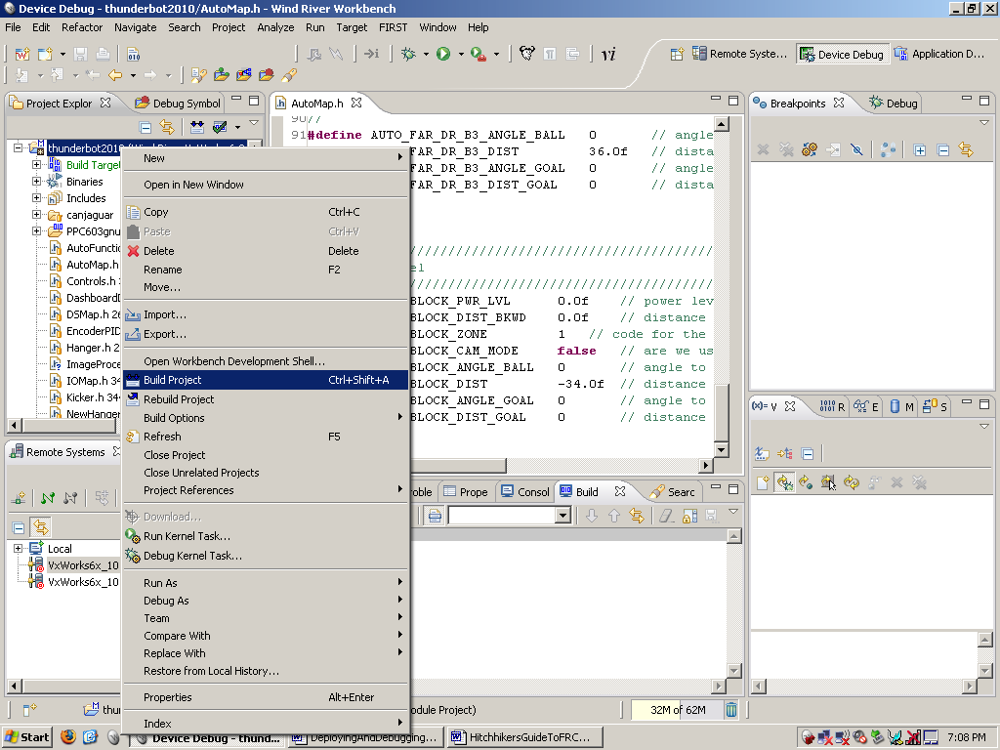 Device Debug - thunderbot2010/AutoMap.h - Wind River Workbench
File Edit Refactor Navigate Search Project Analyze Run Target FIRST Window Help
Remote Syste... Device Debug Application D...
Project Explor Debug Symbol
AutoMap.h
Breakpoints Debug
91#define AUTO_FAR_DR_B3_ANGLE_BALL 0 // angle
FAR_DR_B3_DIST 36.0f // dista
FAR_DR_B3_ANGLE_GOAL 0 // angle
FAR_DR_B3_DIST_GOAL 0 // dista
BLOCK_PWR_LVL 0.0f // power lev
BLOCK_DIST_BKWD 0.0f // distance
BLOCK_ZONE 1 // code for the
BLOCK_CAM_MODE false // are we us
BLOCK_ANGLE_BALL 0 // angle to
BLOCK_DIST -34.0f // distance
BLOCK_ANGLE_GOAL 0 // angle to
BLOCK_DIST_GOAL 0 // distance
Build Targe
Binaries
Includes
canjaguar
PPC603gnu
AutoFunctio
AutoMap.h
Controls.h
DashboardD
DSMap.h 26
EncoderPID
Hanger.h 2
ImageProce
IOMap.h 34
Kicker.h 344
NewHanger
New
Open in New Window
Copy Ctrl+C
Paste Ctrl+V
Delete Delete
Rename F2
Move...
Import...
Export...
Open Workbench Development Shell...
Build Project Ctrl+Shift+A
Rebuild Project
Build Options
Refresh F5
Close Project
Close Unrelated Projects
Project References
Download...
Run Kernel Task...
Debug Kernel Task...
Run As
Debug As
Team
Compare With
Replace With
Restore from Local History...
Properties Alt+Enter
Index
Remote Systems
Local
VxWorks6x_10
VxWorks6x_10
oble Prope Consol Build Searc
(x)= V R E M S
thu
odule Project)
32M of 62M
Start
Device Debug - thund...
DeployingAndDebugging...
HitchhikersGuideToFRC...
7:08 PM